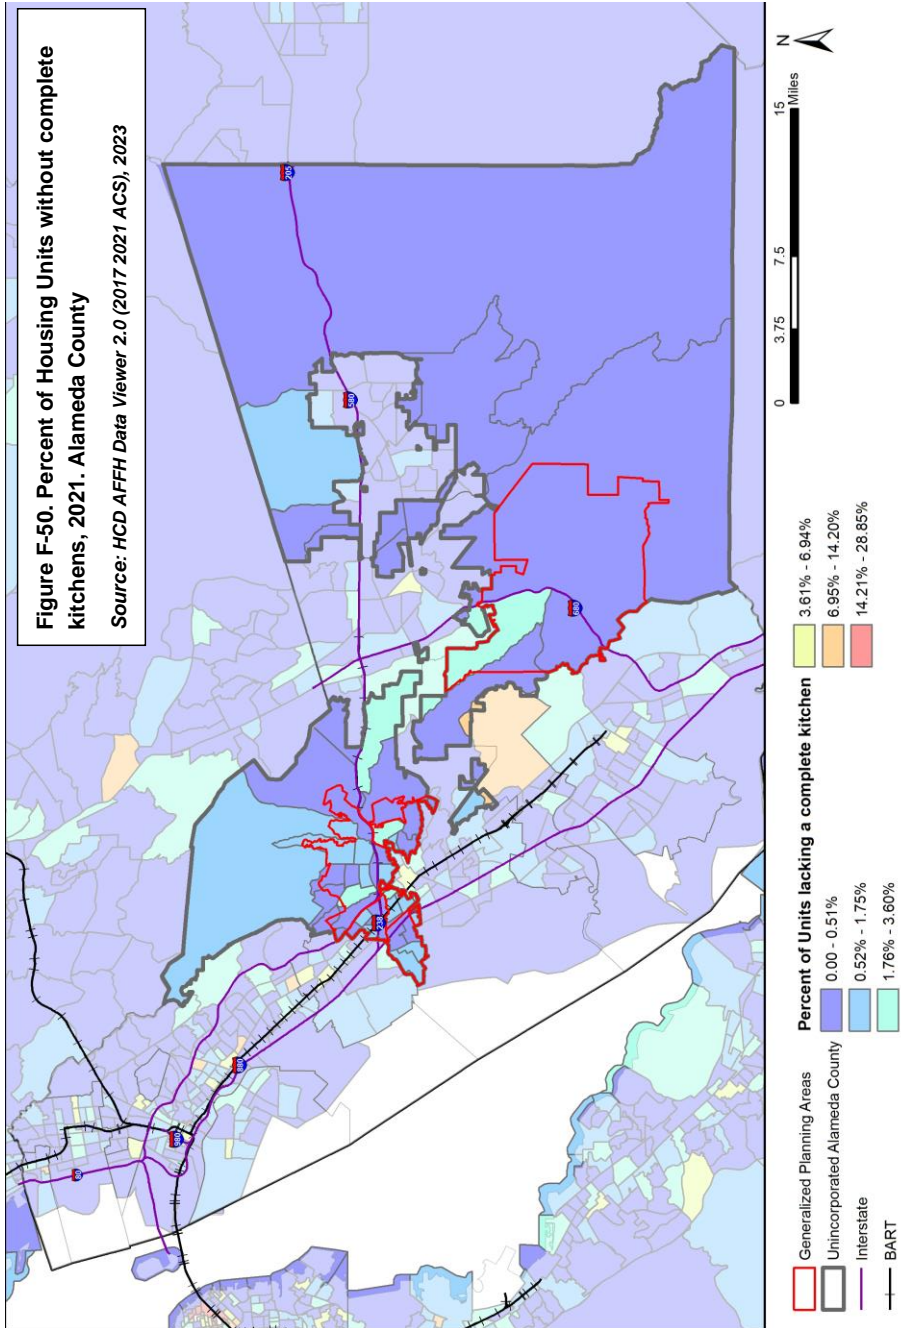 Figure F-50. Percent of Housing Units without complete
kitchens, 2021. Alameda County
Source: HCD AFFH Data Viewer 2.0 (2017 2021 ACS), 2023
205
580
680
238
880
980
80
N
0
3.75
7.5
15
Miles
Generalized Planning Areas
Unincorporated Alameda County
Interstate
BART
Percent of Units lacking a complete kitchen
0.00 - 0.51%
0.52% - 1.75%
1.76% - 3.60%
3.61% - 6.94%
6.95% - 14.20%
14.21% - 28.85%